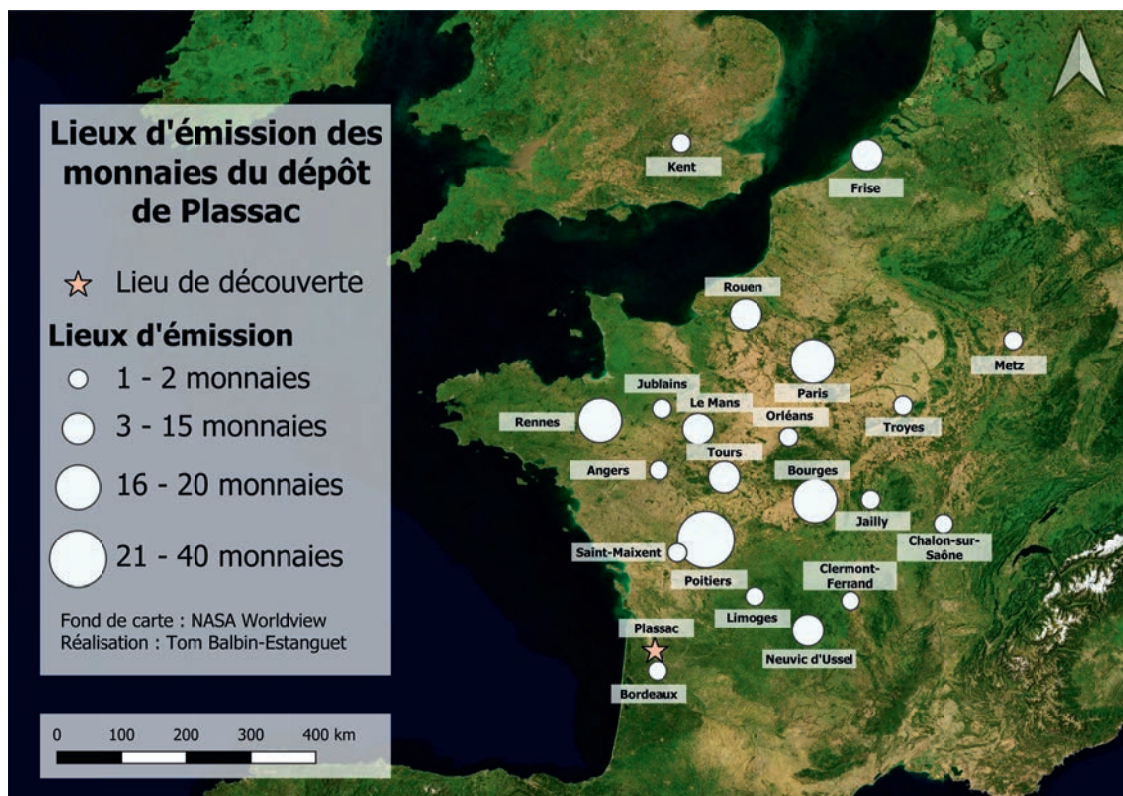 Lieux d'émission des
monnaies du dépôt
de Plassac
Lieu de découverte
Lieux d'émission
1 - 2 monnaies
3 - 15 monnaies
16 - 20 monnaies
21 - 40 monnaies
Fond de carte : NASA Worldview
Réalisation : Tom Balbin-Estanguet
0 100 200 300 400 km
Kent
Frise
Rouen
Metz
Paris
Jublains
Le Mans
Orléans
Troyes
Rennes
Tours
Angers
Bourges
Jailly
Chalon-sur-
Saône
Saint-Maixent
Poitiers
Clermont-
Ferrand
Limoges
Plassac
Neuvic d'Ussel
Bordeaux